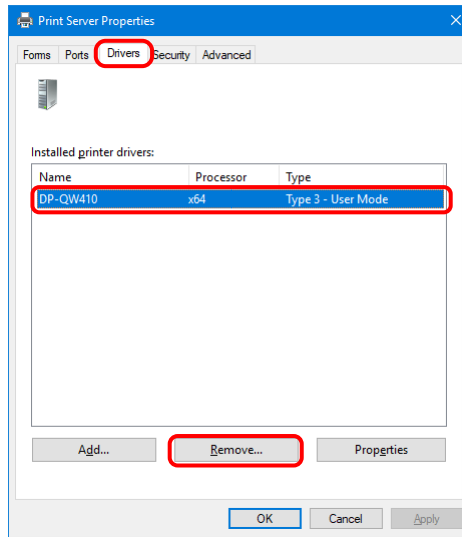 Print Server Properties
Forms Ports Drivers Security Advanced
Installed printer drivers:
Name Processor Type
DP-QW410 x64 Type 3 - User Mode
Add... Remove... Properties
OK Cancel Apply